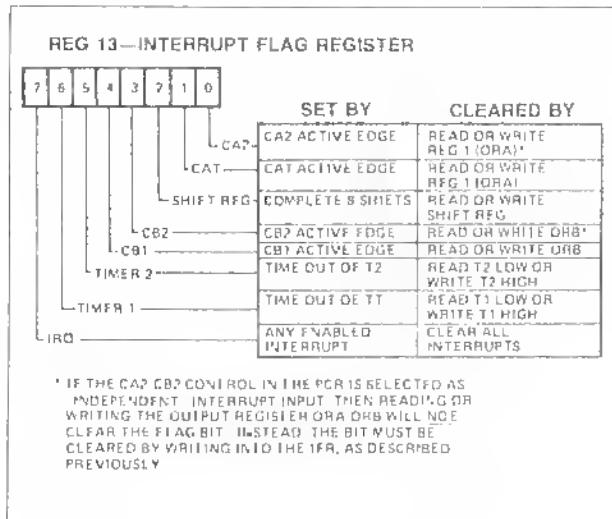 REG 13—INTERRUPT FLAG REGISTER
7 6 5 4 3 2 1 0
SET BY CLEARED BY
CA2 CA2 ACTIVE EDGE READ OR WRITE
REG 1 (ORA)*
CA1 CA1 ACTIVE EDGE READ OR WRITE
REG 1 (ORA)
SHIFT REG COMPLETE 8 SHIFTS READ OR WRITE
SHIFT REG
CB2 CB2 ACTIVE EDGE READ OR WRITE ORB*
CB1 CB1 ACTIVE EDGE READ OR WRITE ORB
TIMER 2 TIME OUT OF T2 READ T2 LOW OR
WRITE T2 HIGH
TIMER 1 TIME OUT OF T1 READ T1 LOW OR
WRITE T1 HIGH
IRQ ANY ENABLED CLEAR ALL
INTERRUPT INTERRUPTS
* IF THE CA2 CB2 CONTROL IN THE PCR IS SELECTED AS
INDEPENDENT INTERRUPT INPUT THEN READING OR
WRITING THE OUTPUT REGISTER ORA ORB WILL NOT
CLEAR THE FLAG BIT INSTEAD THE BIT MUST BE
CLEARED BY WRITING INTO THE IFR, AS DESCRIBED
PREVIOUSLY